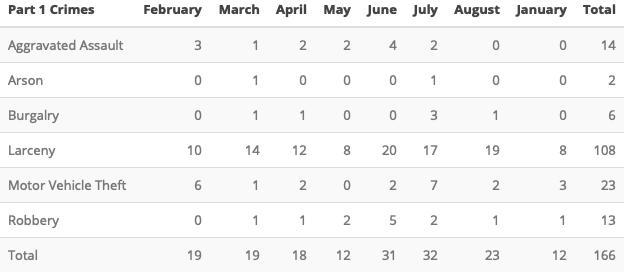 Part 1 Crimes February March April May June July August January Total
Aggravated Assault 3 1 2 2 4 2 0 0 14
Arson 0 1 0 0 0 1 0 0 2
Burgalry 0 1 1 0 0 3 1 0 6
Larceny 10 14 12 8 20 17 19 8 108
Motor Vehicle Theft 6 1 2 0 2 7 2 3 23
Robbery 0 1 1 2 5 2 1 1 13
Total 19 19 18 12 31 32 23 12 166